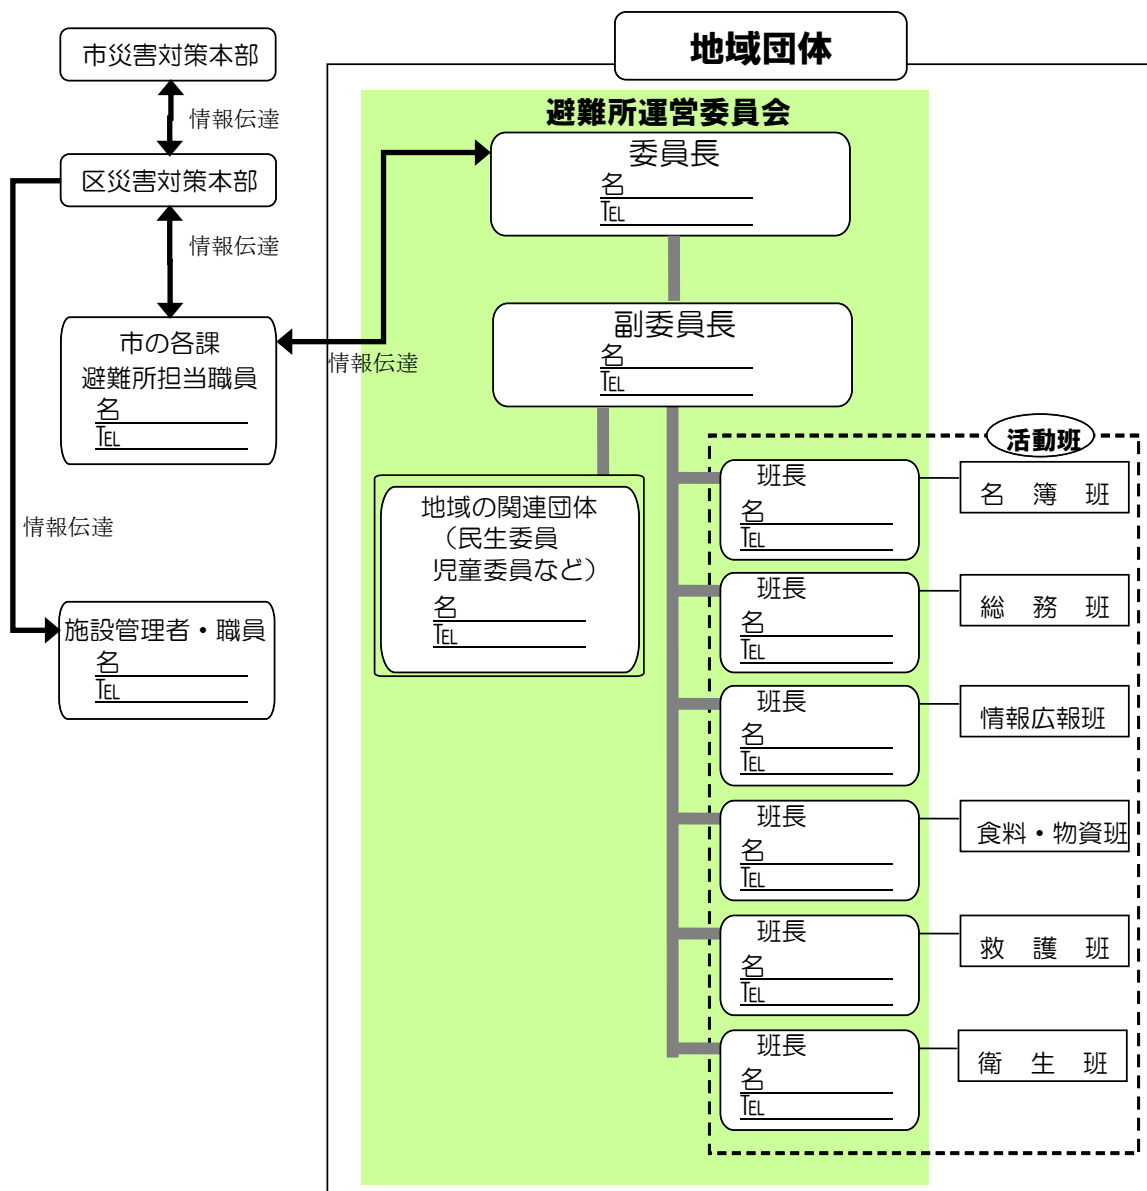 地域団体
市災害対策本部
情報伝達
区災害対策本部
情報伝達
市の各課
避難所担当職員
名
TEL
情報伝達
情報伝達
施設管理者・職員
名
TEL
避難所運営委員会
委員長
名
TEL
副委員長
名
TEL
地域の関連団体
(民生委員
児童委員など)
名
TEL
活動班
班長
名
TEL
名 簿 班
班長
名
TEL
総 務 班
班長
名
TEL
情報広報班
班長
名
TEL
食料・物資班
班長
名
TEL
救 護 班
班長
名
TEL
衛 生 班